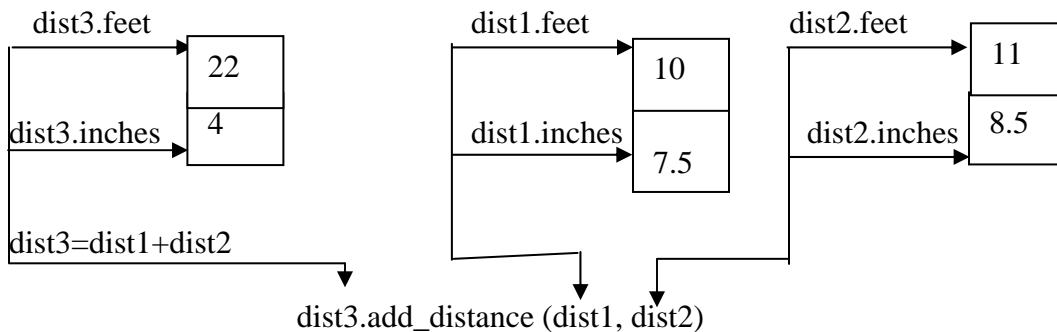 dist3.feet dist1.feet dist2.feet
22 10 11
dist3.inches 4 dist1.inches 7.5 dist2.inches 8.5
dist3=dist1+dist2
dist3.add_distance (dist1, dist2)